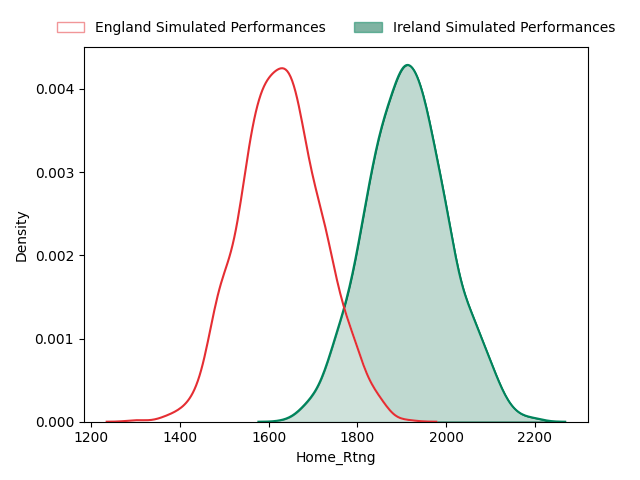 England Simulated Performances
Ireland Simulated Performances
0.004
0.003
0.002
0.001
0.000
Density
1200 1400 1600 1800 2000 2200
Home_Rtng